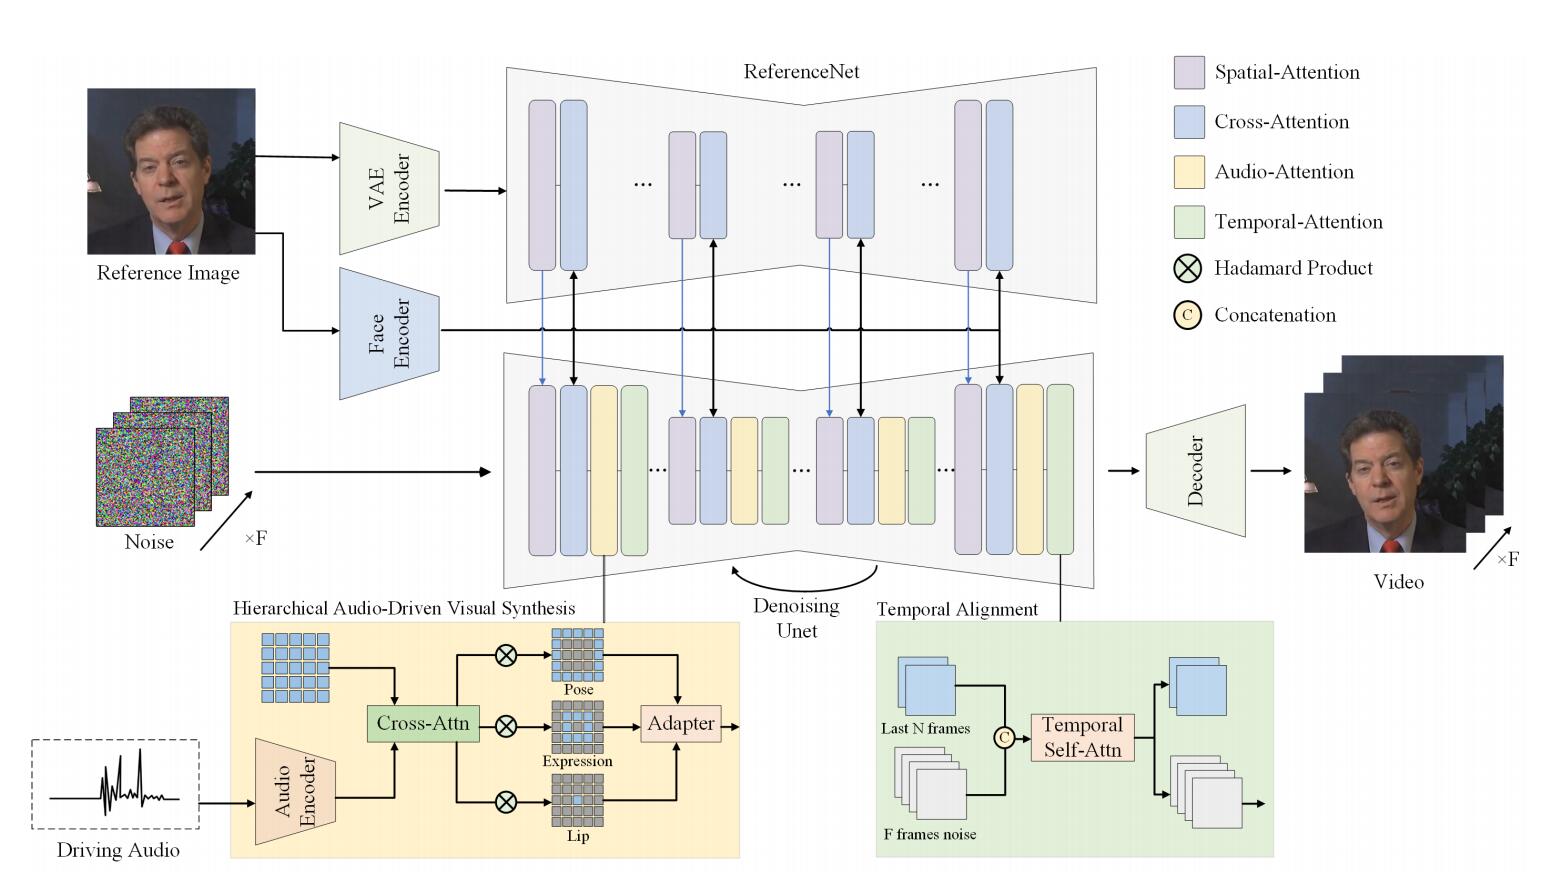 ReferenceNet
Spatial-Attention
Cross-Attention
Audio-Attention
Temporal-Attention
Hadamard Product
C Concatenation
VAE
Encoder
Reference Image
Face
Encoder
Noise
×F
Decoder
Video
×F
Denoising
Unet
Hierarchical Audio-Driven Visual Synthesis
Cross-Attn
Pose
Expression
Lip
Adapter
Audio
Encoder
Driving Audio
Temporal Alignment
Last N frames
C
Temporal
Self-Attn
F frames noise